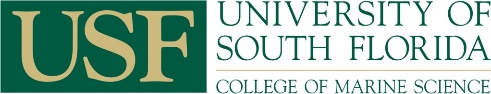 USF
UNIVERSITY OF
SOUTH FLORIDA
COLLEGE OF MARINE SCIENCE